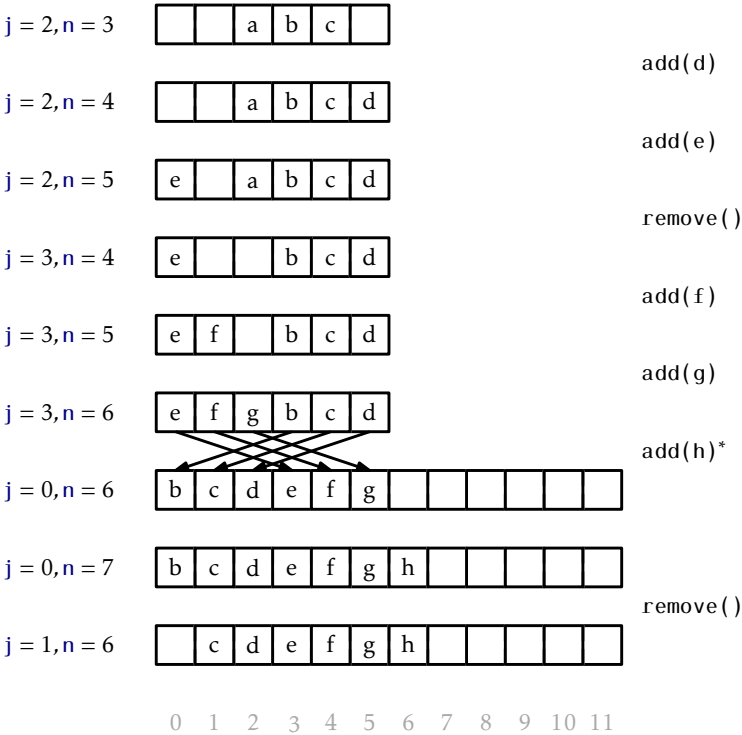 j = 2, n = 3 a b c
add(d)
j = 2, n = 4 a b c d
add(e)
j = 2, n = 5 e a b c d
remove()
j = 3, n = 4 e b c d
add(f)
j = 3, n = 5 e f b c d
add(g)
j = 3, n = 6 e f g b c d
add(h)*
j = 0, n = 6 b c d e f g
j = 0, n = 7 b c d e f g h
remove()
j = 1, n = 6 c d e f g h
0 1 2 3 4 5 6 7 8 9 10 11